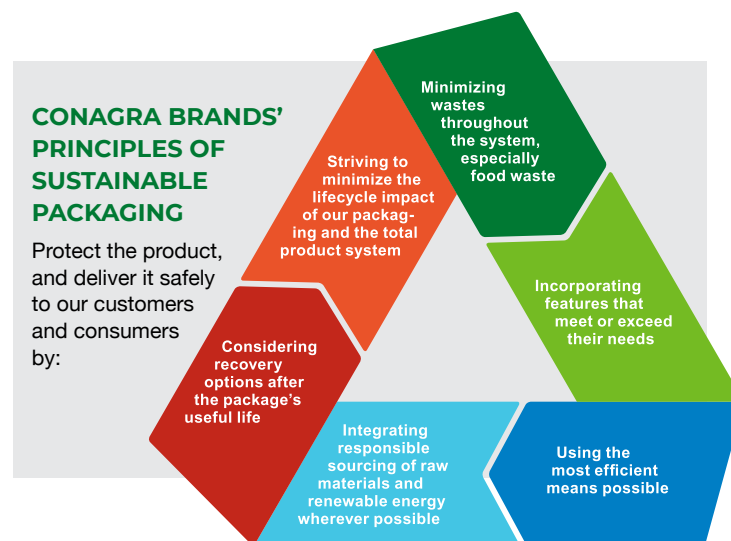 CONAGRA BRANDS’
PRINCIPLES OF
SUSTAINABLE
PACKAGING
Protect the product,
and deliver it safely
to our customers
and consumers
by:
Striving to
minimize the
lifecycle impact
of our packag-
ing and the total
product system
Minimizing
wastes
throughout
the system,
especially
food waste
Incorporating
features that
meet or exceed
their needs
Using the
most efficient
means possible
Integrating
responsible
sourcing of raw
materials and
renewable energy
wherever possible
Considering
recovery
options after
the package’s
useful life